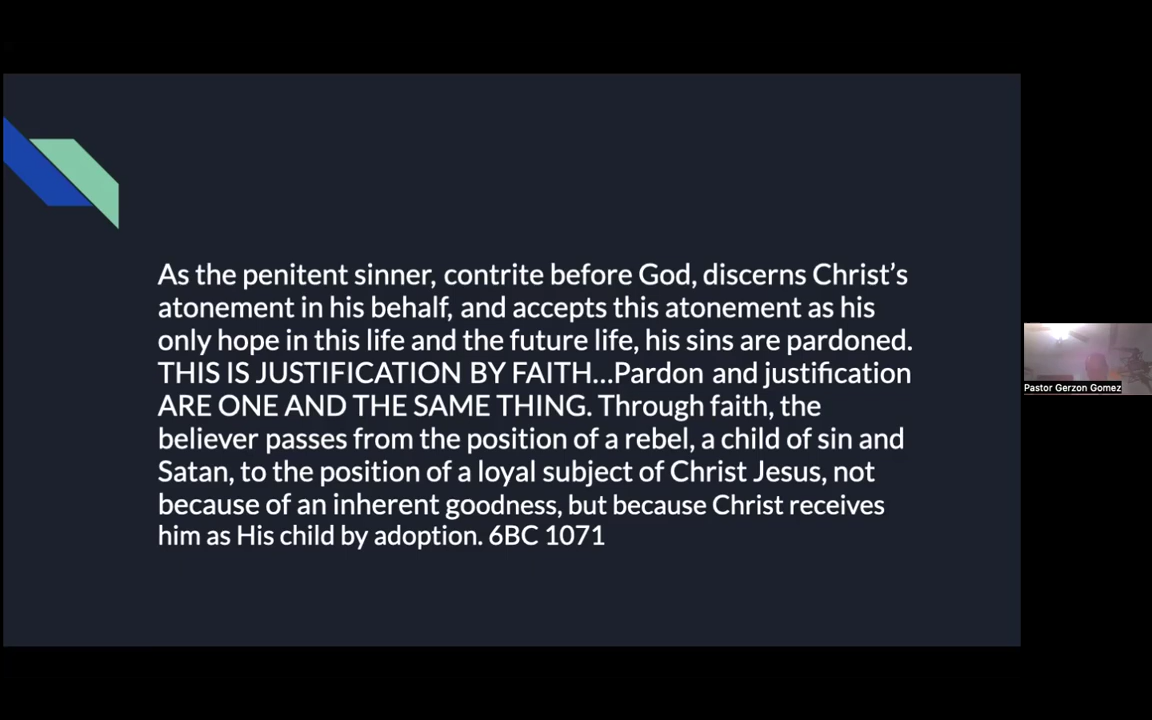 As the penitent sinner, contrite before God, discerns Christ’s
atonement in his behalf, and accepts this atonement as his
only hope in this life and the future life, his sins are pardoned.
THIS IS JUSTIFICATION BY FAITH...Pardon and justification
ARE ONE AND THE SAME THING. Through faith, the
believer passes from the position of a rebel, a child of sin and
Satan, to the position of a loyal subject of Christ Jesus, not
because of an inherent goodness, but because Christ receives
him as His child by adoption. 6BC 1071
Pastor Gerzon Gomez